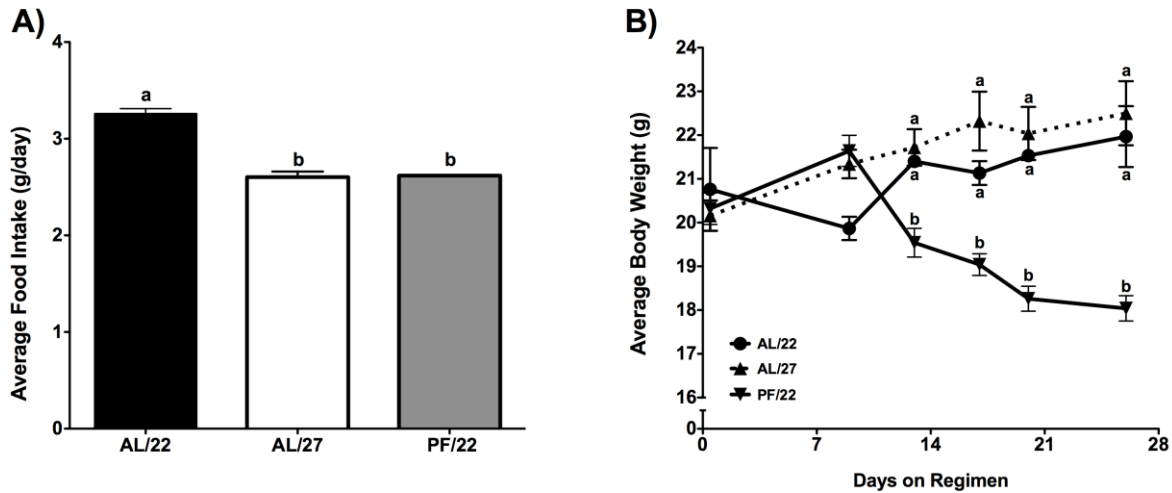 A)
Average Food Intake (g/day)
4
3
2
1
0
a
b
b
AL/22
AL/27
PF/22
B)
Average Body Weight (g)
24
23
22
21
20
19
18
17
16
0
a
a
a
a
a
a
a
a
b
b
b
b
AL/22
AL/27
PF/22
0
7
14
21
28
Days on Regimen